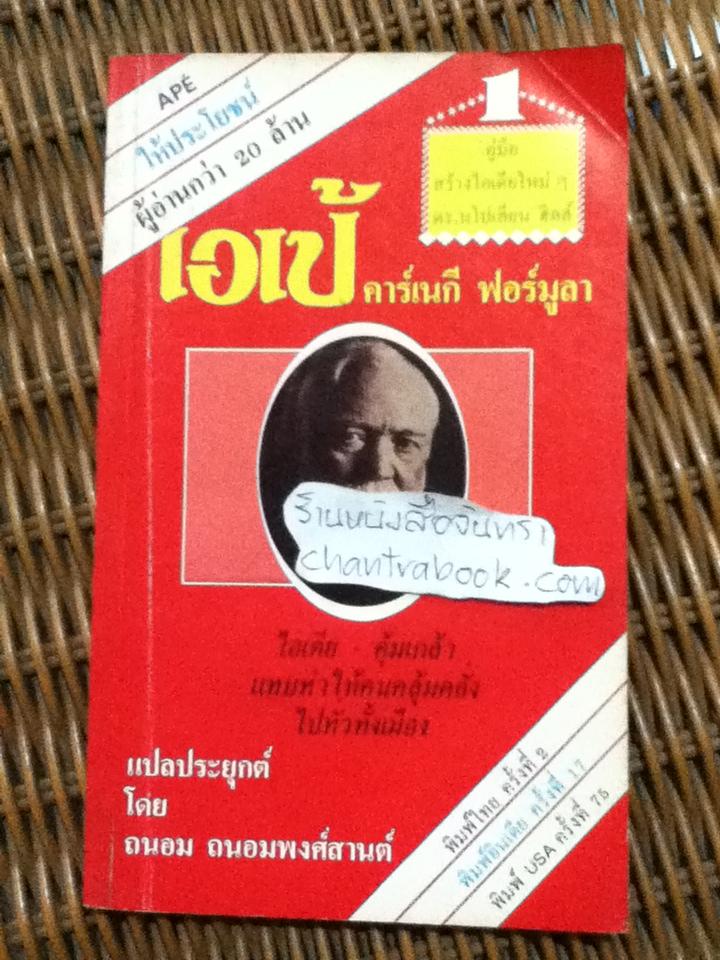 APÉ
ให้ประโยชน์
ผู้อ่านกว่า 20 ล้าน
1
คู่มือ
สร้างไอเดียใหม่ ๆ
ดร.นโปเลียน ฮิลล์
เอเป้
คาร์เนกี ฟอร์มูลา
ร้านหนังสือจันทรา
chantrabook.com
ไอเดีย - คุ้มเกล้า
แทบทำให้คนคลุ้มคลั่ง
ไปทั่วทั้งเมือง
แปลประยุกต์
โดย
ถนอม ถนอมพงศ์สานต์
พิมพ์ไทย ครั้งที่ 2
พิมพ์อินเดีย ครั้งที่ 17
พิมพ์ USA ครั้งที่ 75